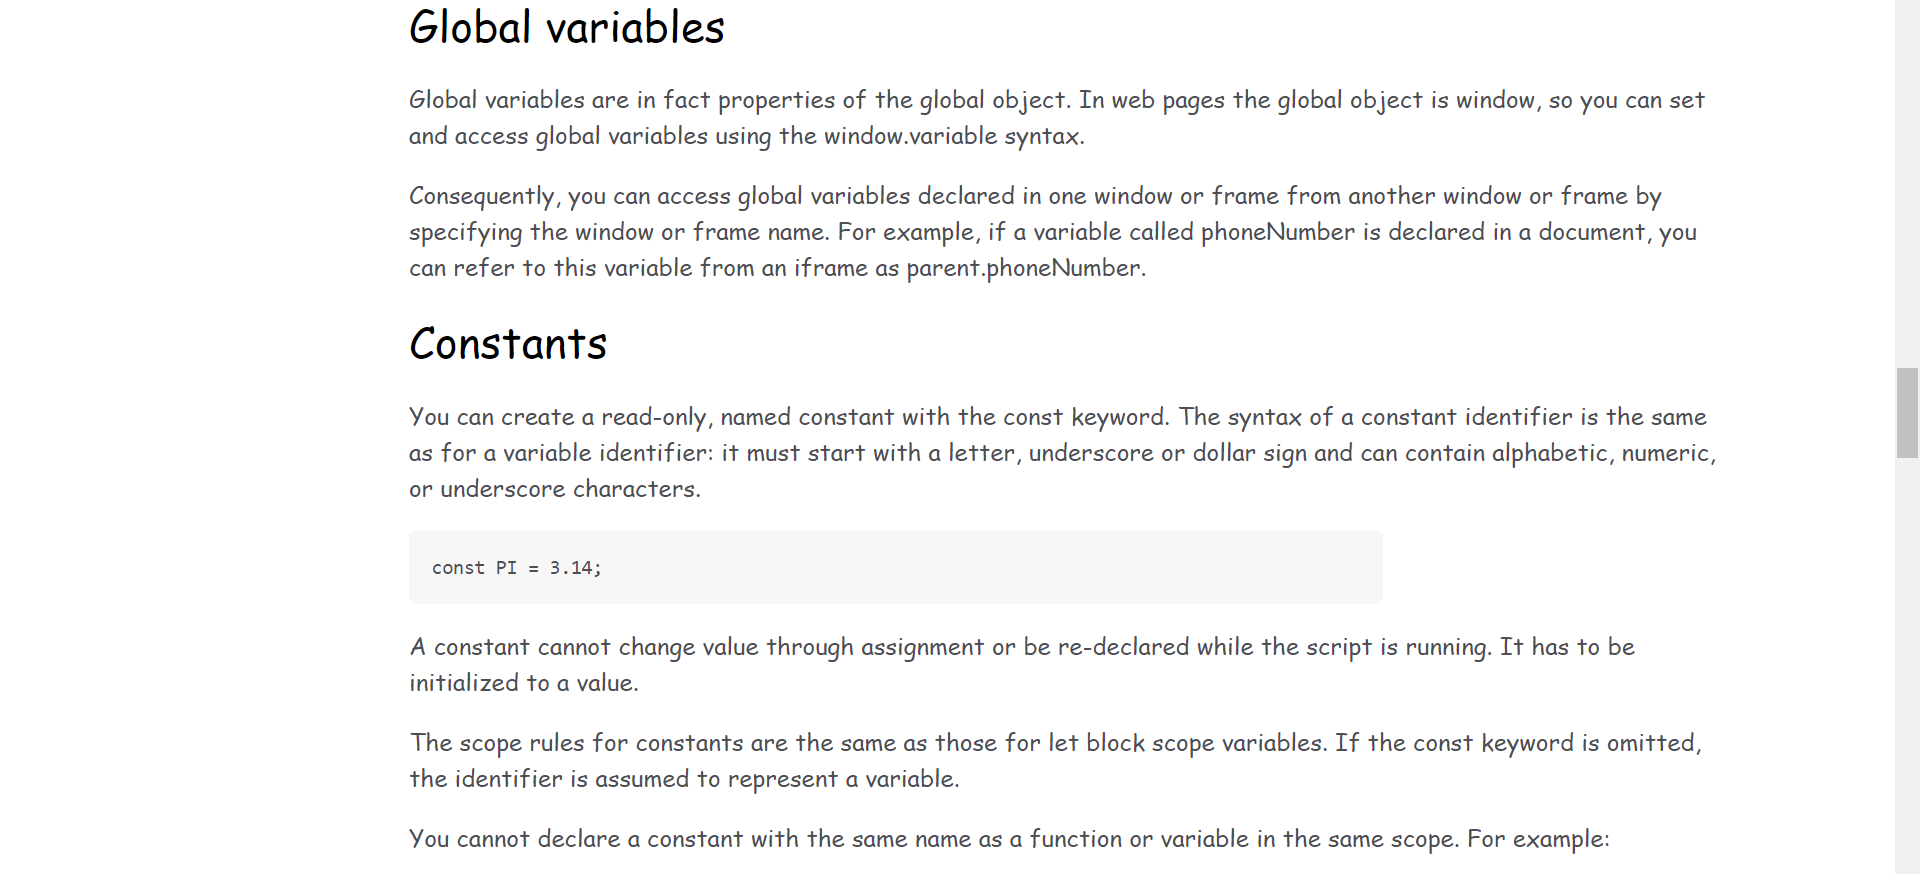 Global variables
Global variables are in fact properties of the global object. In web pages the global object is window, so you can set
and access global variables using the window.variable syntax.
Consequently, you can access global variables declared in one window or frame from another window or frame by
specifying the window or frame name. For example, if a variable called phoneNumber is declared in a document, you
can refer to this variable from an iframe as parent.phoneNumber.
Constants
You can create a read-only, named constant with the const keyword. The syntax of a constant identifier is the same
as for a variable identifier: it must start with a letter, underscore or dollar sign and can contain alphabetic, numeric,
or underscore characters.
const PI = 3.14;
A constant cannot change value through assignment or be re-declared while the script is running. It has to be
initialized to a value.
The scope rules for constants are the same as those for let block scope variables. If the const keyword is omitted,
the identifier is assumed to represent a variable.
You cannot declare a constant with the same name as a function or variable in the same scope. For example: